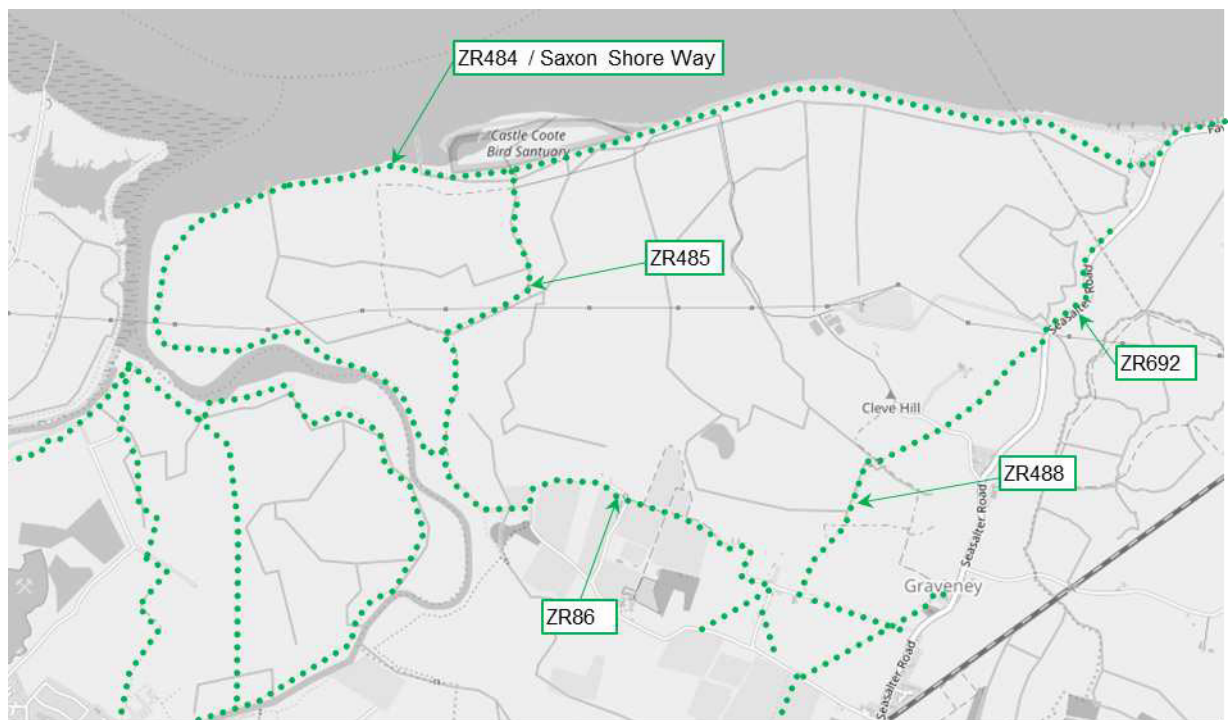 ZR484 / Saxon Shore Way
Castle Coote
Bird Santuary
Fav
ZR485
Seasalter Road
ZR692
Cleve Hill
ZR488
Seasalter Road
Graveney
ZR86
Seasalter Road